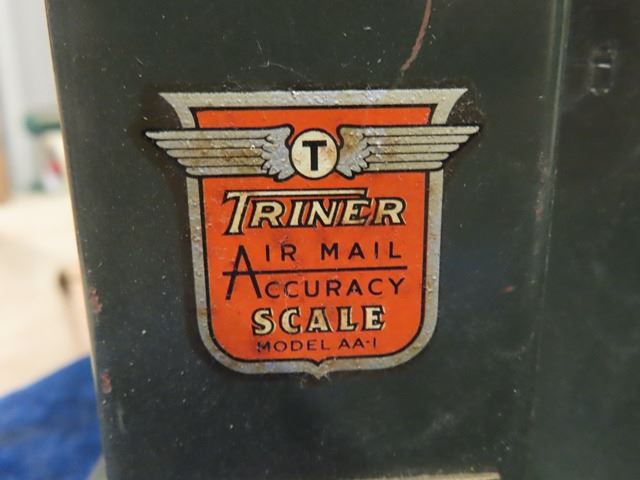 T
TRINER
AIR MAIL
ACCURACY
SCALE
MODEL AA-1